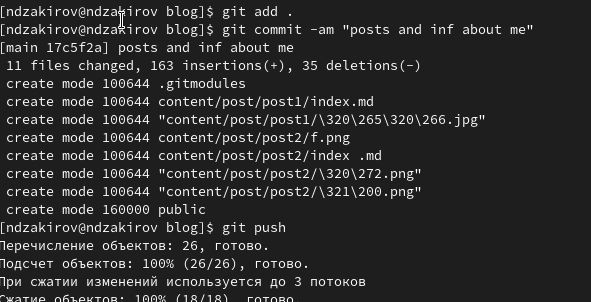 [ndzakirov@ndzakirov blog]$ git add .
[ndzakirov@ndzakirov blog]$ git commit -am "posts and inf about me"
[main 17c5f2a] posts and inf about me
 11 files changed, 163 insertions(+), 35 deletions(-)
 create mode 100644 .gitmodules
 create mode 100644 content/post/post1/index.md
 create mode 100644 "content/post/post1/\320\265\320\266.jpg"
 create mode 100644 content/post/post2/f.png
 create mode 100644 content/post/post2/index .md
 create mode 100644 "content/post/post2/\320\272.png"
 create mode 100644 "content/post/post2/\321\200.png"
 create mode 160000 public
[ndzakirov@ndzakirov blog]$ git push
Перечисление объектов: 26, готово.
Подсчет объектов: 100% (26/26), готово.
При сжатии изменений используется до 3 потоков
Сжатие объектов: 100% (18/18), готово.